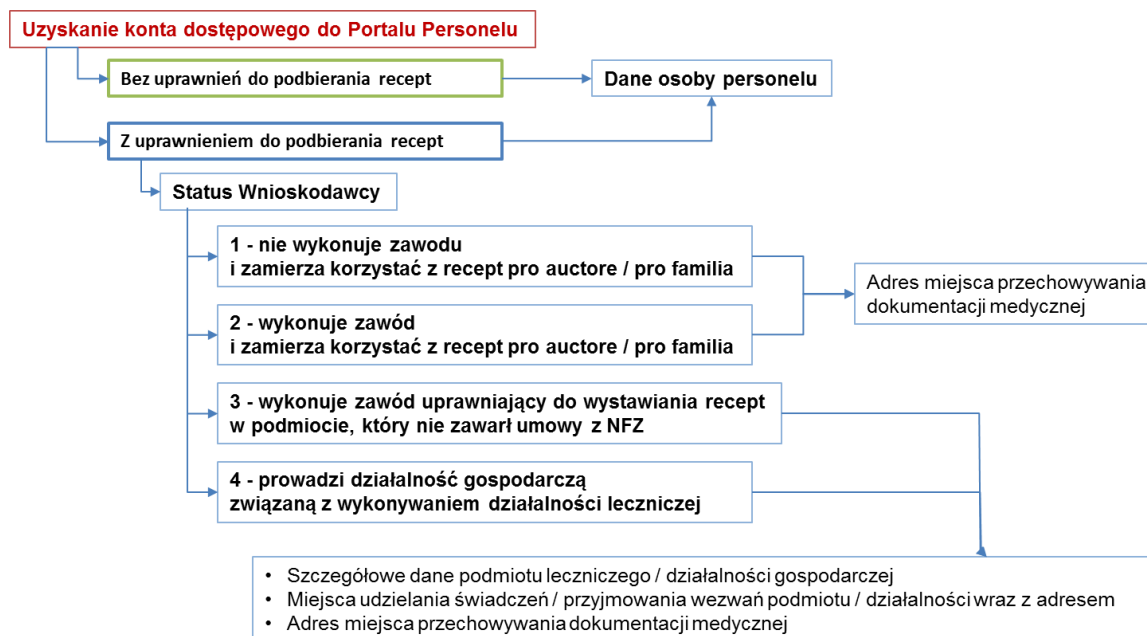 Uzyskanie konta dostępowego do Portalu Personelu
Bez uprawnień do podbierania recept
Dane osoby personelu
Z uprawnieniem do podbierania recept
Status Wnioskodawcy
1 - nie wykonuje zawodu
i zamierza korzystać z recept pro auctore / pro familia
Adres miejsca przechowywania
dokumentacji medycznej
2 - wykonuje zawód
i zamierza korzystać z recept pro auctore / pro familia
3 - wykonuje zawód uprawniający do wystawiania recept
w podmiocie, który nie zawarł umowy z NFZ
4 - prowadzi działalność gospodarczą
związaną z wykonywaniem działalności leczniczej
• Szczegółowe dane podmiotu leczniczego / działalności gospodarczej
• Miejsca udzielania świadczeń / przyjmowania wezwań podmiotu / działalności wraz z adresem
• Adres miejsca przechowywania dokumentacji medycznej